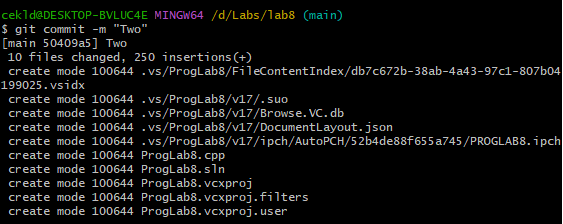 cekld@DESKTOP-BVLUC4E MINGW64 /d/Labs/lab8 (main)
$ git commit -m "Two"
[main 50409a5] Two
 10 files changed, 250 insertions(+)
 create mode 100644 .vs/ProgLab8/FileContentIndex/db7c672b-38ab-4a43-97c1-807b04
199025.vsidx
 create mode 100644 .vs/ProgLab8/v17/.suo
 create mode 100644 .vs/ProgLab8/v17/Browse.VC.db
 create mode 100644 .vs/ProgLab8/v17/DocumentLayout.json
 create mode 100644 .vs/ProgLab8/v17/ipch/AutoPCH/52b4de88f655a745/PROGLAB8.ipch
 create mode 100644 ProgLab8.cpp
 create mode 100644 ProgLab8.sln
 create mode 100644 ProgLab8.vcxproj
 create mode 100644 ProgLab8.vcxproj.filters
 create mode 100644 ProgLab8.vcxproj.user